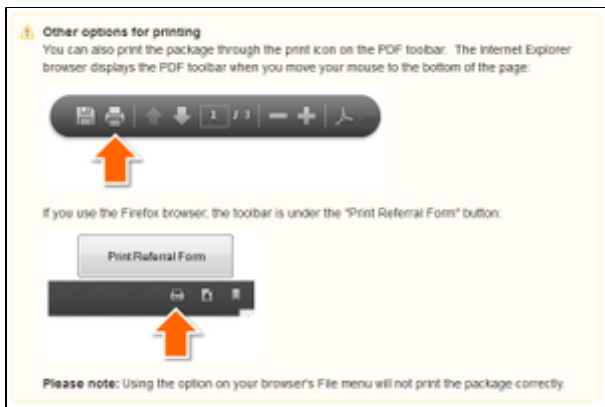 Other options for printing
You can also print the package through the print icon on the PDF toolbar. The Internet Explorer
browser displays the PDF toolbar when you move your mouse to the bottom of the page:
1 / 3
If you use the Firefox browser, the toolbar is under the "Print Referral Form" button:
Print Referral Form
Please note: Using the option on your browser's File menu will not print the package correctly.